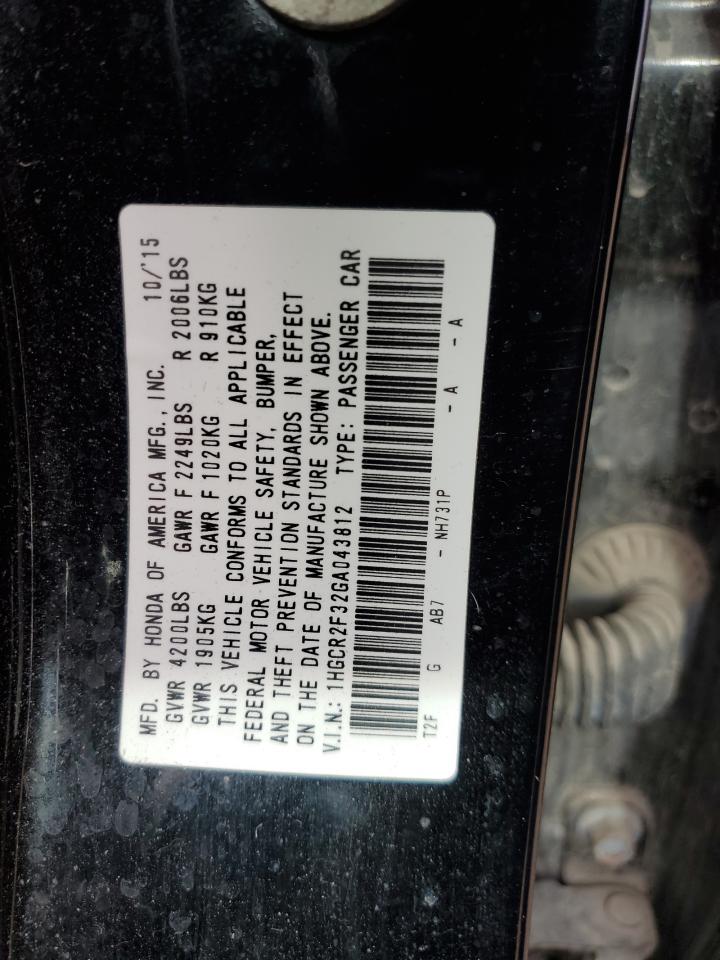 MFD. BY HONDA OF AMERICA MFG., INC. 10/'15
GVWR 4200LBS GAWR F 2249LBS R 2006LBS
GVWR 1905KG GAWR F 1020KG R 910KG
THIS VEHICLE CONFORMS TO ALL APPLICABLE
FEDERAL MOTOR VEHICLE SAFETY, BUMPER,
AND THEFT PREVENTION STANDARDS IN EFFECT
ON THE DATE OF MANUFACTURE SHOWN ABOVE.
V.I.N.: 1HGCR2F32GA043812 TYPE: PASSENGER CAR
T2F G AB7 - NH731P - A - A